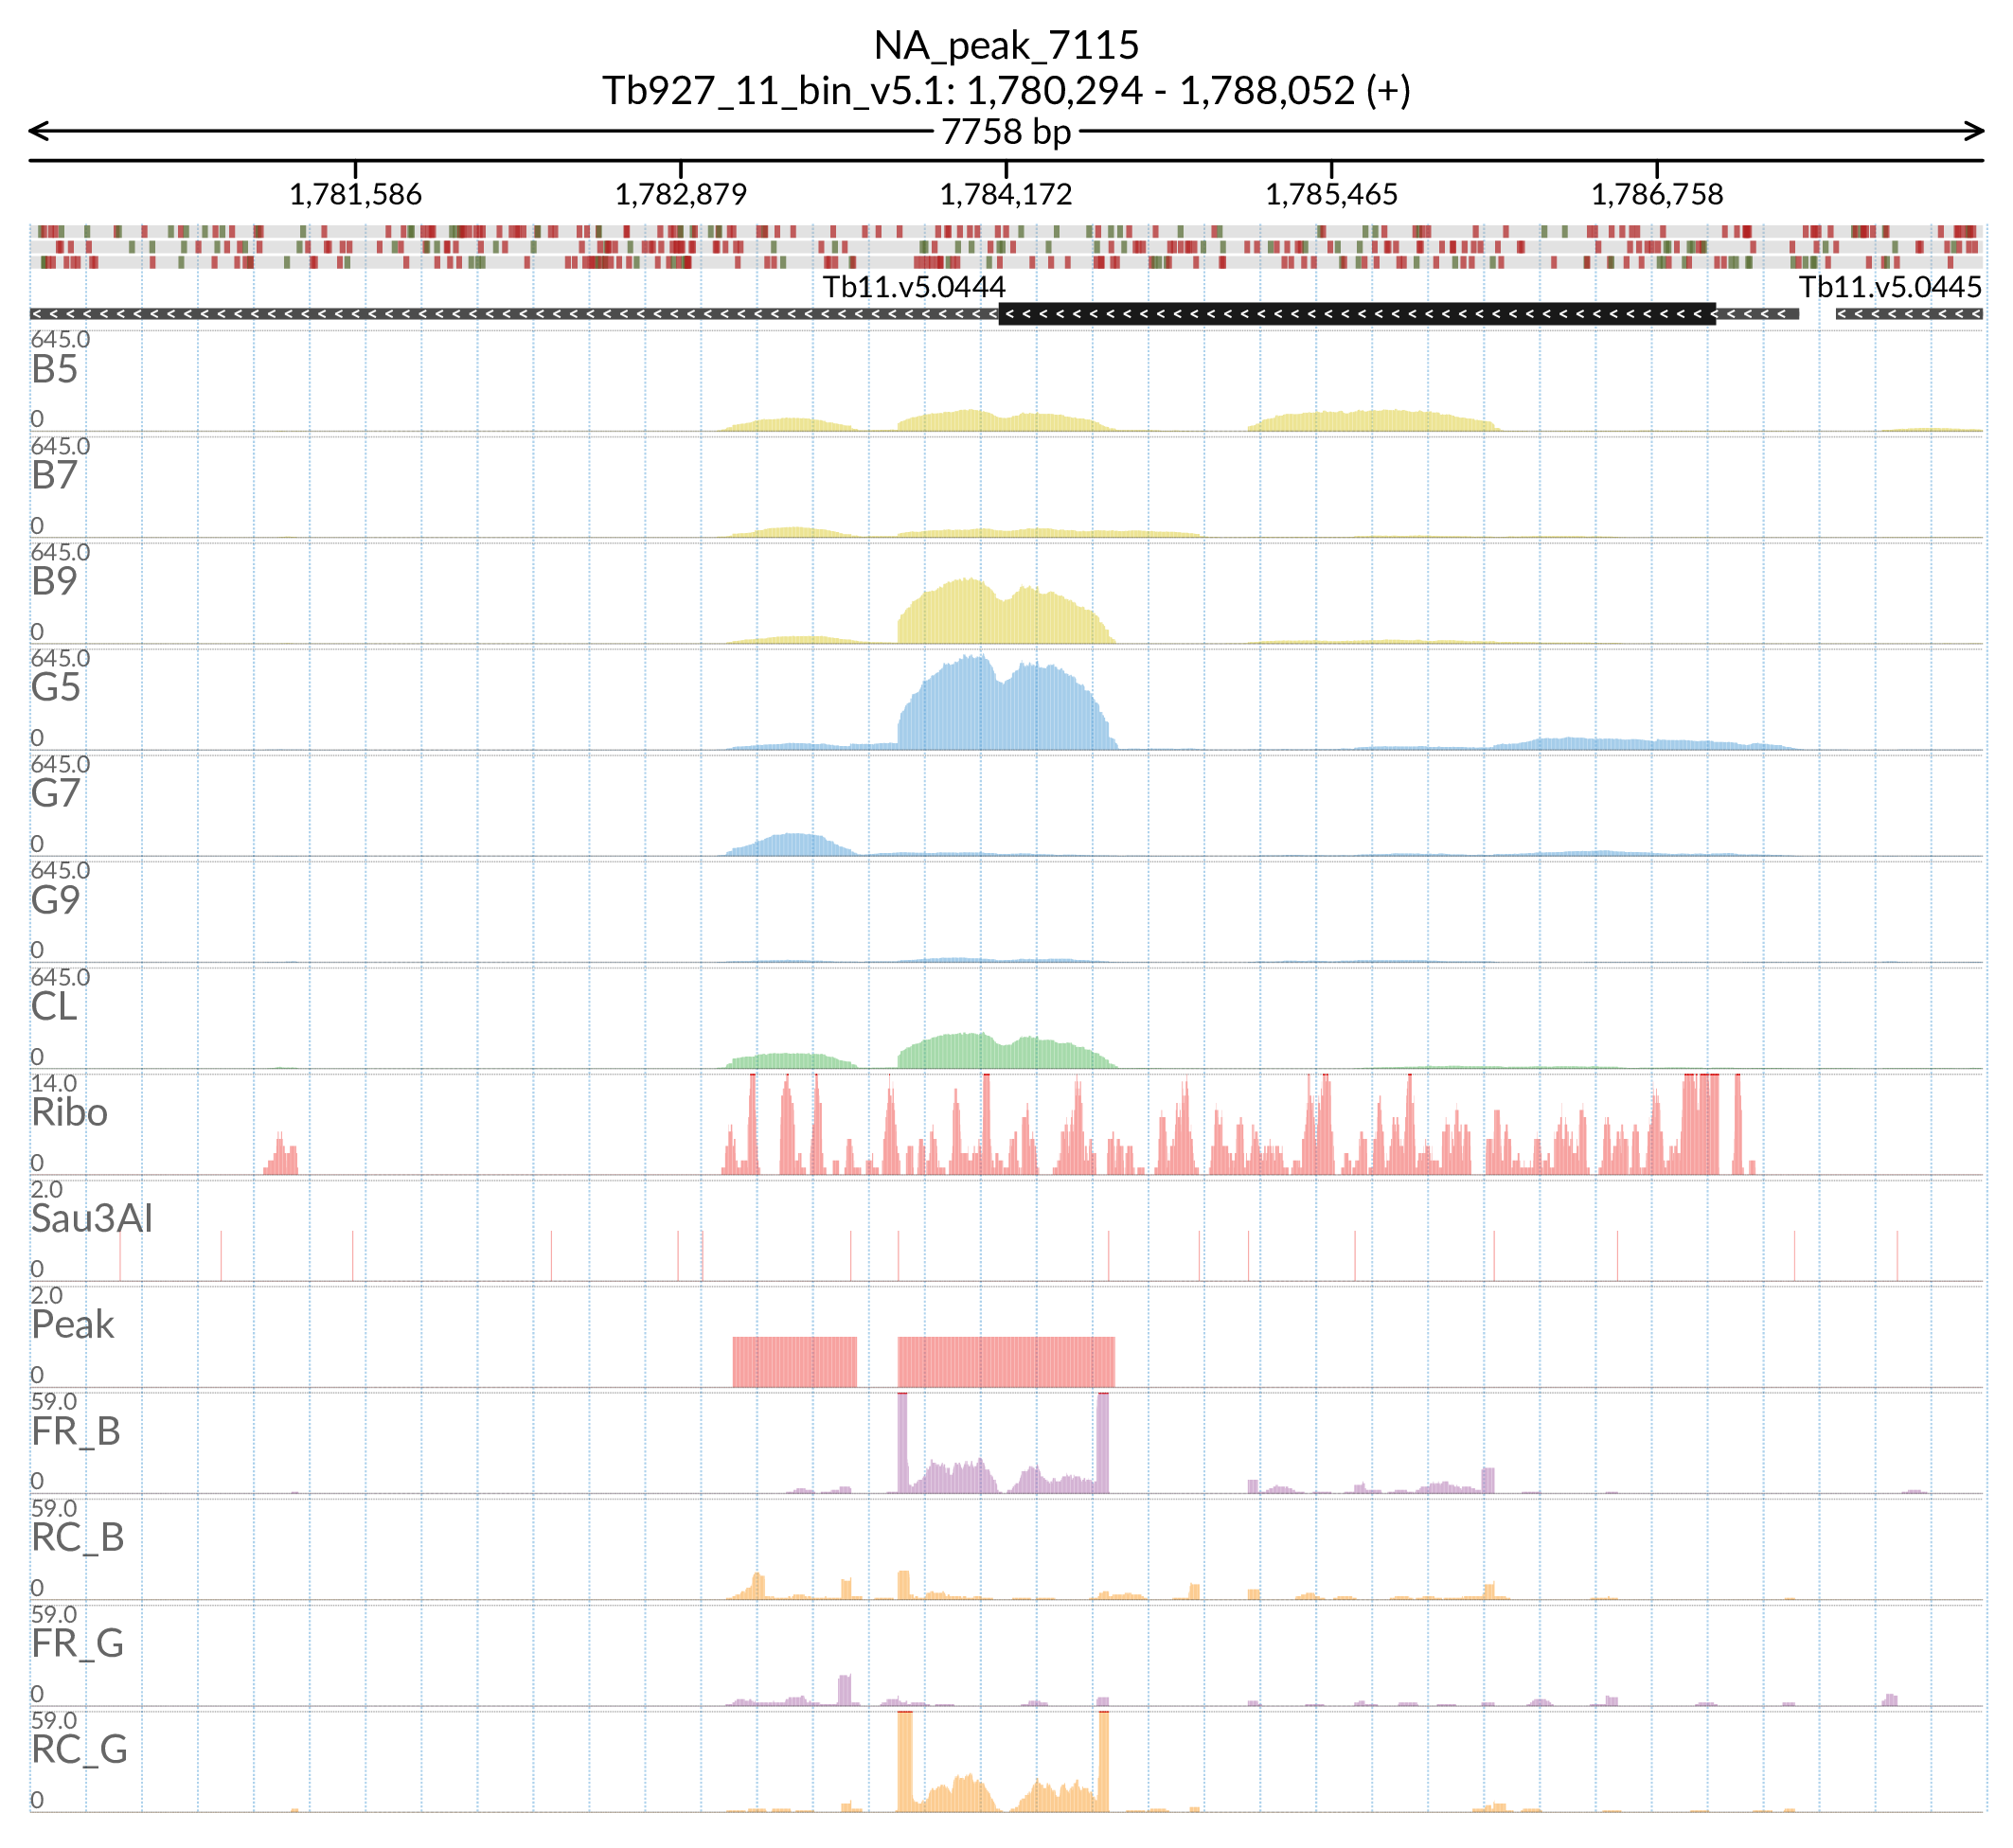 NA_peak_7115
Tb927_11_bin_v5.1: 1,780,294 - 1,788,052 (+)
7758 bp
1,781,586 1,782,879 1,784,172 1,785,465 1,786,758
Tb11.v5.0444 Tb11.v5.0445
645.0
B5
0
645.0
B7
0
645.0
B9
0
645.0
G5
0
645.0
G7
0
645.0
G9
0
645.0
CL
0
14.0
Ribo
0
2.0
Sau3AI
0
2.0
Peak
0
59.0
FR_B
0
59.0
RC_B
0
59.0
FR_G
0
59.0
RC_G
0